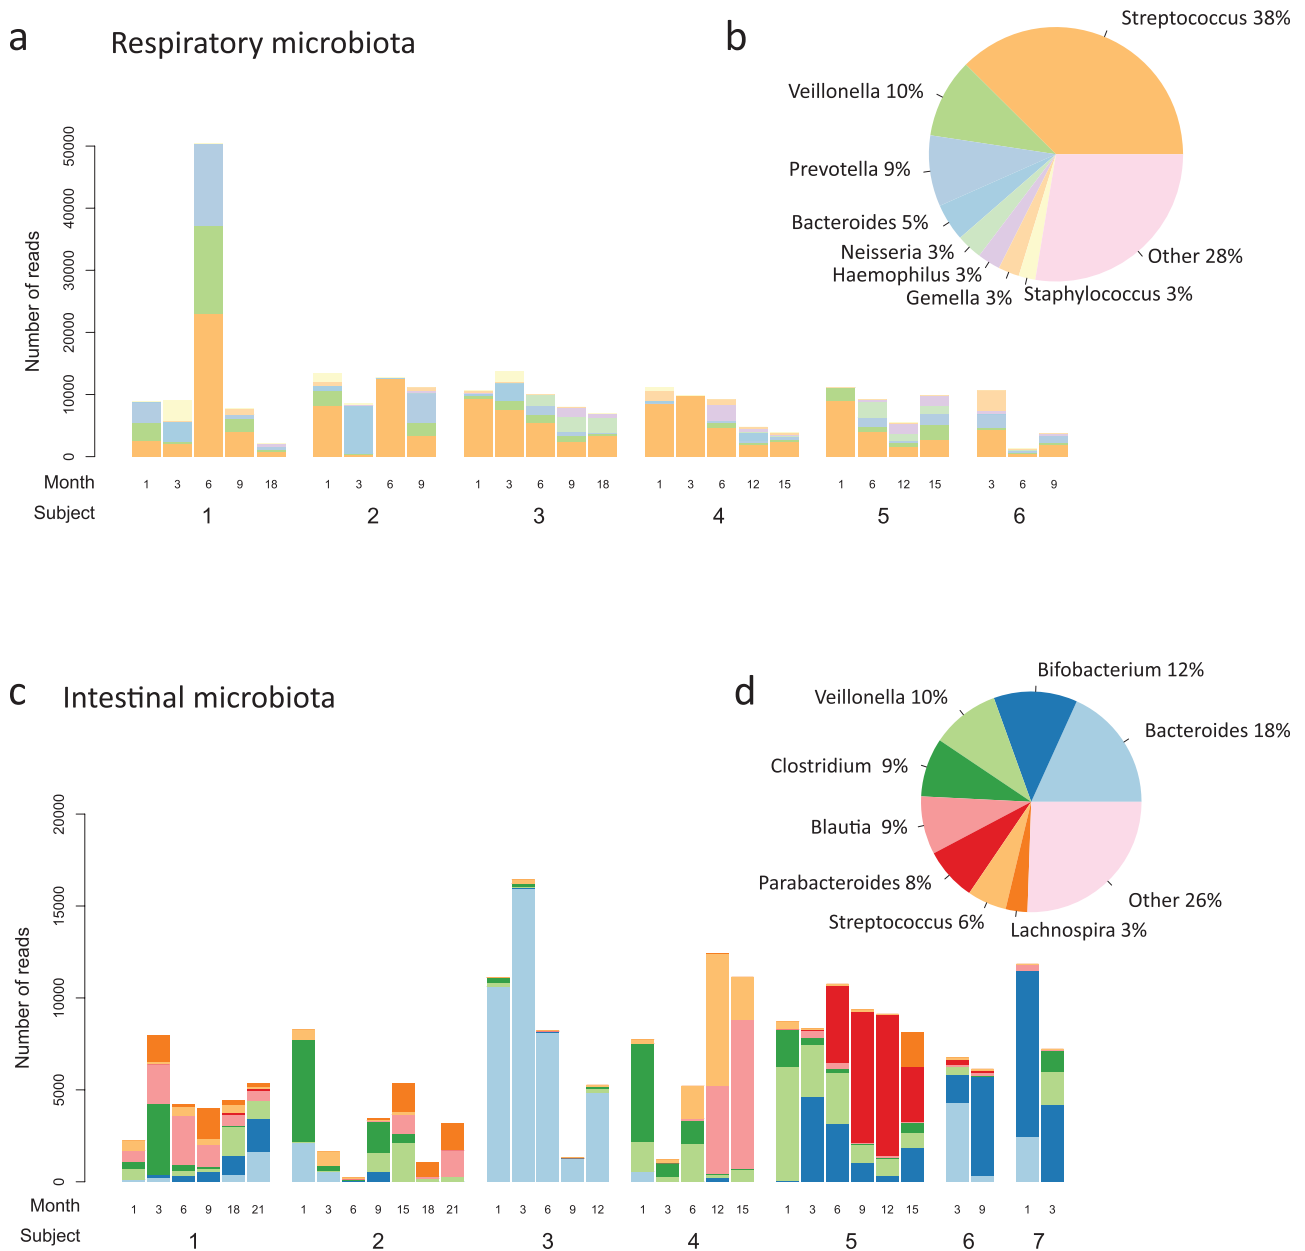 a
Respiratory microbiota
b
Streptococcus 38%
Veillonella 10%
Prevotella 9%
Bacteroides 5%
Neisseria 3%
Haemophilus 3%
Gemella 3%
Staphylococcus 3%
Other 28%
Number of reads
50000
40000
30000
20000
10000
0
Month 1 3 6 9 18 1 3 6 9 1 3 6 9 18 1 3 6 12 15 1 6 12 15 3 6 9
Subject 1 2 3 4 5 6
c
Intestinal microbiota
d
Bifobacterium 12%
Veillonella 10%
Bacteroides 18%
Clostridium 9%
Blautia 9%
Parabacteroides 8%
Streptococcus 6%
Lachnospira 3%
Other 26%
Number of reads
20000
15000
10000
50000
0
Month 1 3 6 9 18 21 1 3 6 9 15 18 21 1 3 6 9 12 1 3 6 12 15 1 3 6 9 12 15 3 9 1 3
Subject 1 2 3 4 5 6 7